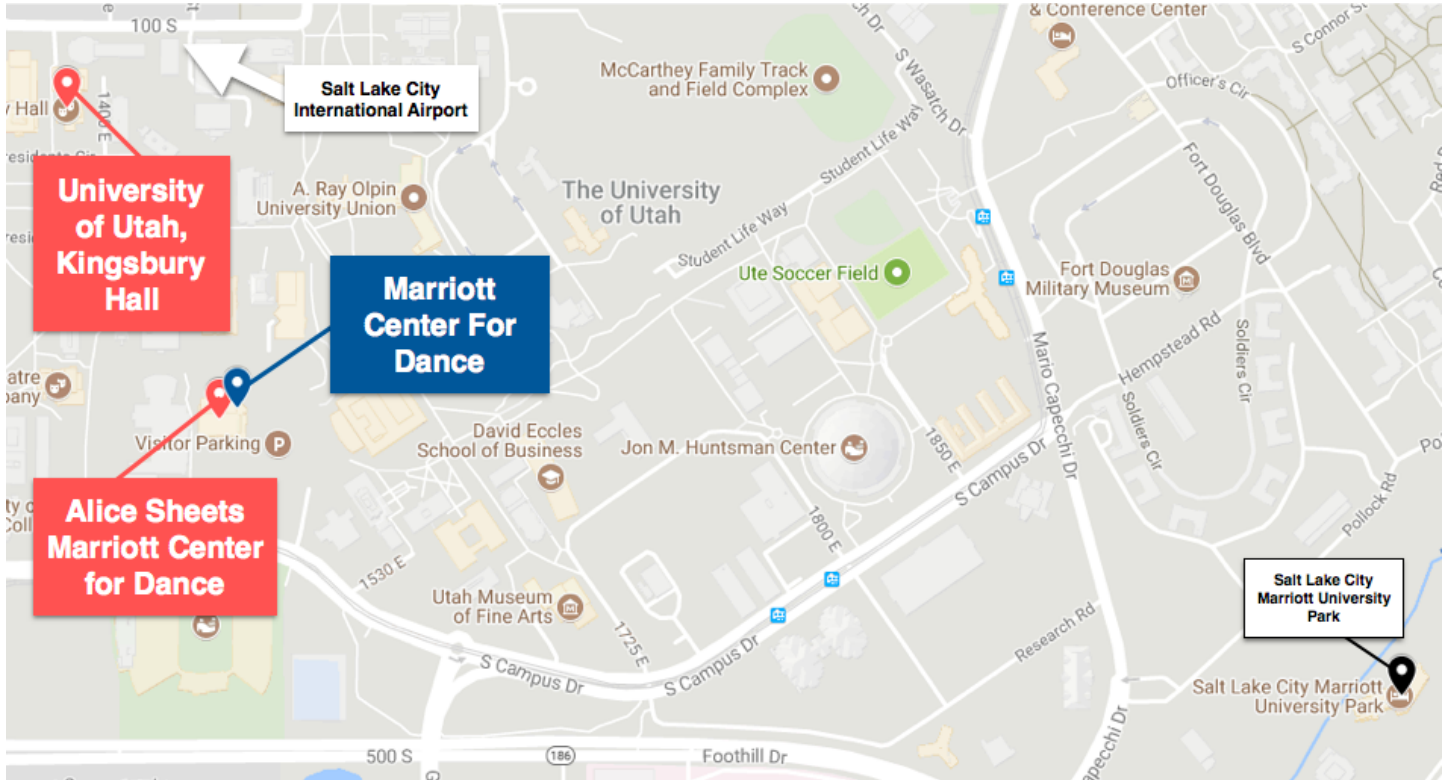 & Conference Center
100 S
S Connor St
Salt Lake City
International Airport
McCarthey Family Track
and Field Complex
S Wasatch Dr
Officer's Cir
Hall
1400 E
Student Life Way
Fort Douglas Blvd
University
of Utah,
Kingsbury
Hall
A. Ray Olpin
University Union
The University
of Utah
Student Life Way
Ute Soccer Field
Fort Douglas
Military Museum
Marriott
Center For
Dance
Mario Capecchi Dr
Hempstead Rd
Soldiers Cir
Soldiers Cir
Visitor Parking
David Eccles
School of Business
Jon M. Huntsman Center
1850 E
S Campus Dr
Pollock Rd
Alice Sheets
Marriott Center
for Dance
1800 E
1530 E
Utah Museum
of Fine Arts
1725 E
Salt Lake City
Marriott University
Park
Research Rd
S Campus Dr
S Campus Dr
Salt Lake City Marriott
University Park
500 S
186
Foothill Dr
Capecchi Dr